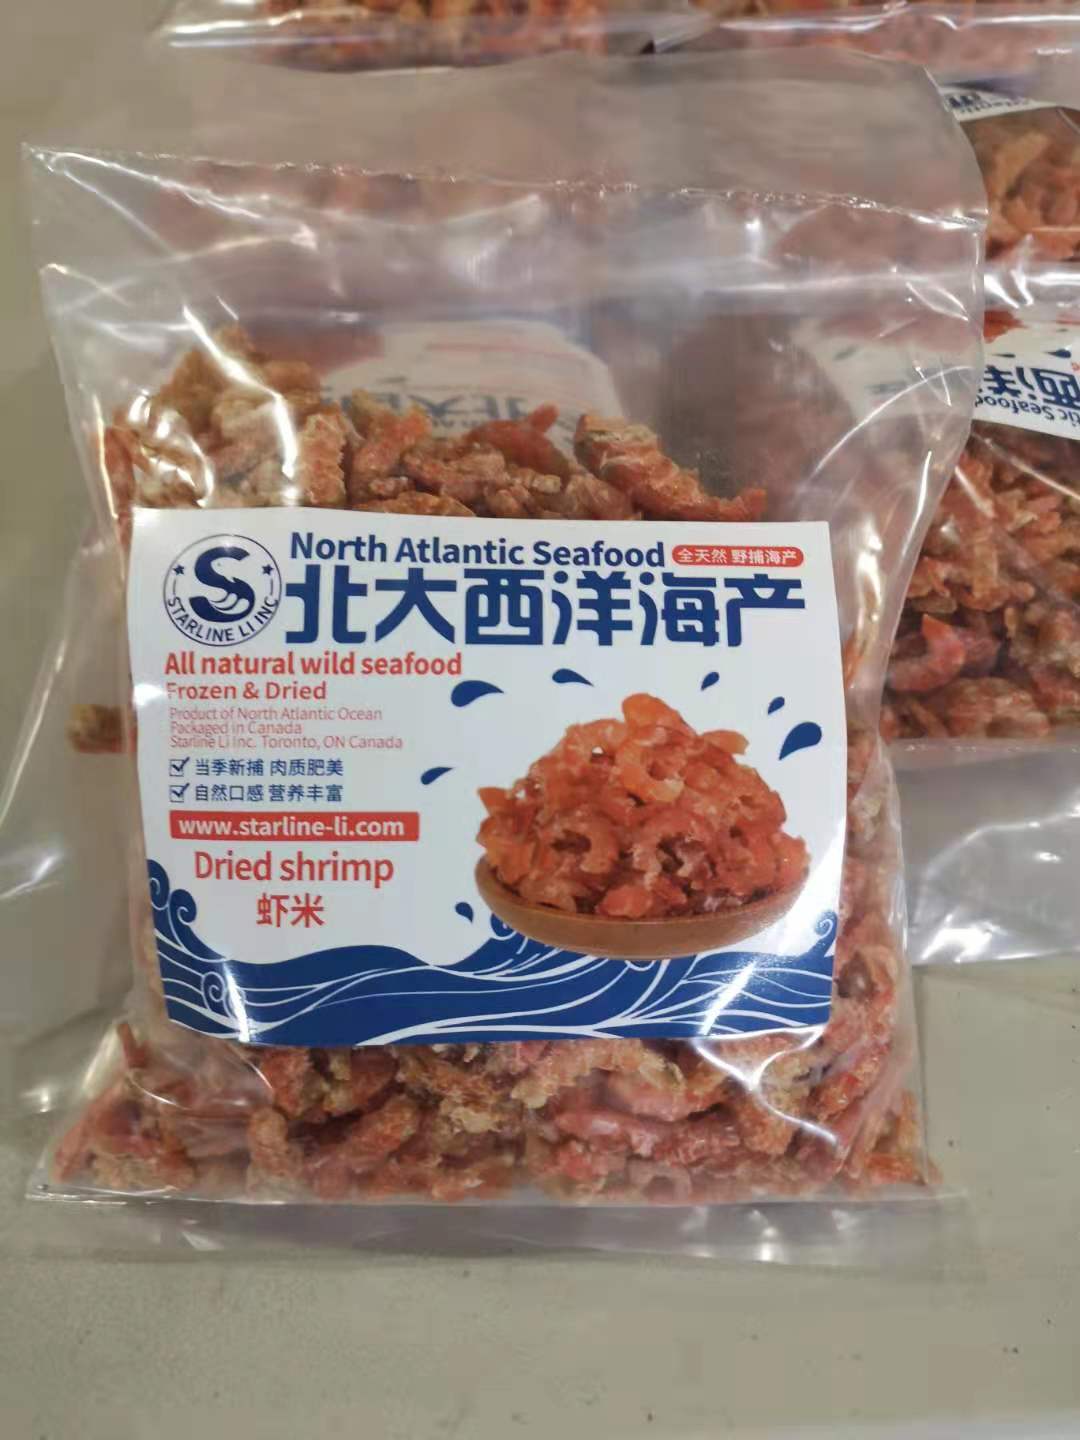 North Atlantic Seafood 全天然 野捕海产
北大西洋海产
S
STARLINE LI INC
All natural wild seafood
Frozen & Dried
Product of North Atlantic Ocean
Packaged in Canada
Starline Li Inc. Toronto, ON Canada
当季新捕 肉质肥美
自然口感 营养丰富
www.starline-li.com
Dried shrimp
虾米
Seafood
西洋